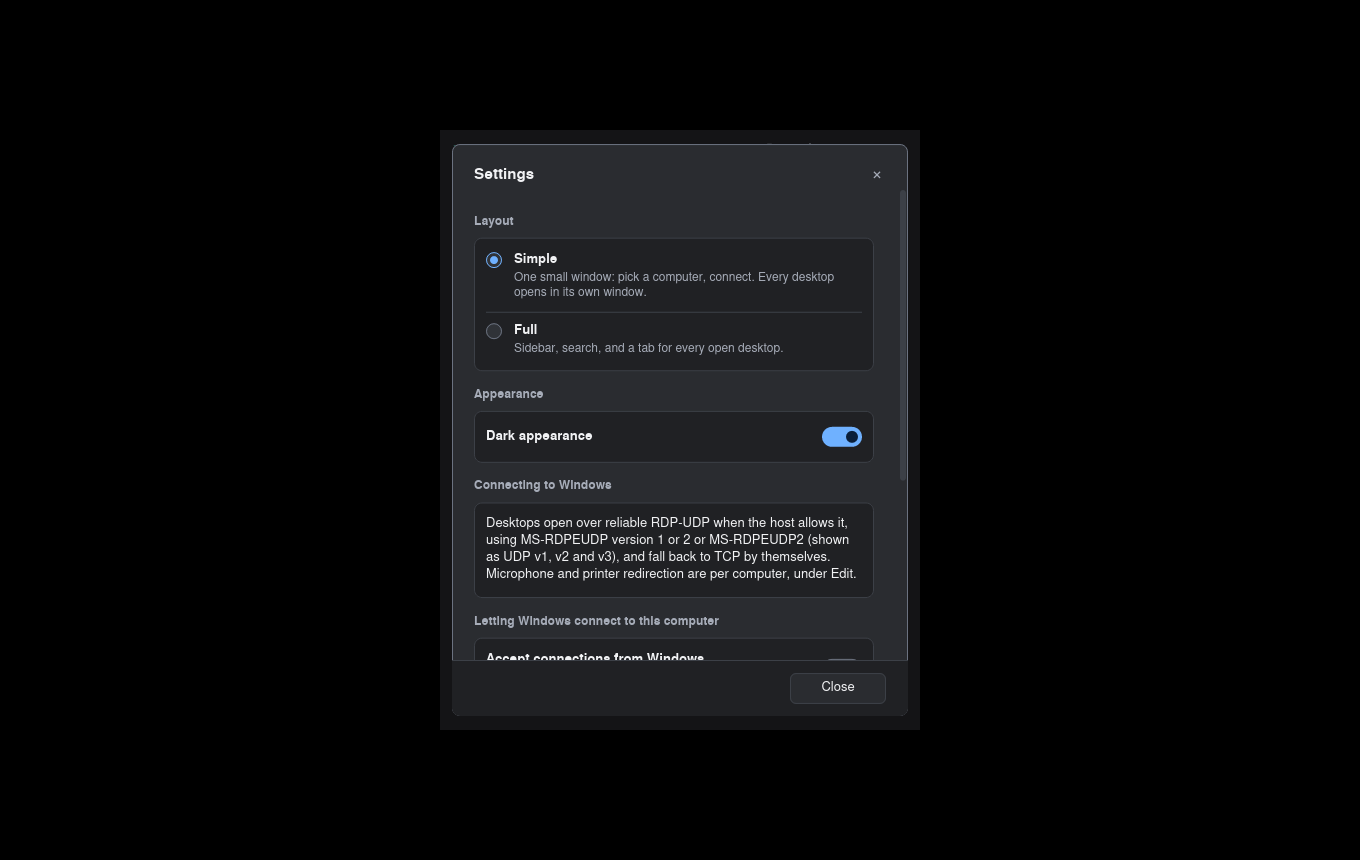 Settings
×
Layout
Simple
One small window: pick a computer, connect. Every desktop
opens in its own window.
Full
Sidebar, search, and a tab for every open desktop.
Appearance
Dark appearance
Connecting to Windows
Desktops open over reliable RDP-UDP when the host allows it,
using MS-RDPEUDP version 1 or 2 or MS-RDPEUDP2 (shown
as UDP v1, v2 and v3), and fall back to TCP by themselves.
Microphone and printer redirection are per computer, under Edit.
Letting Windows connect to this computer
Accept connections from Windows
Close